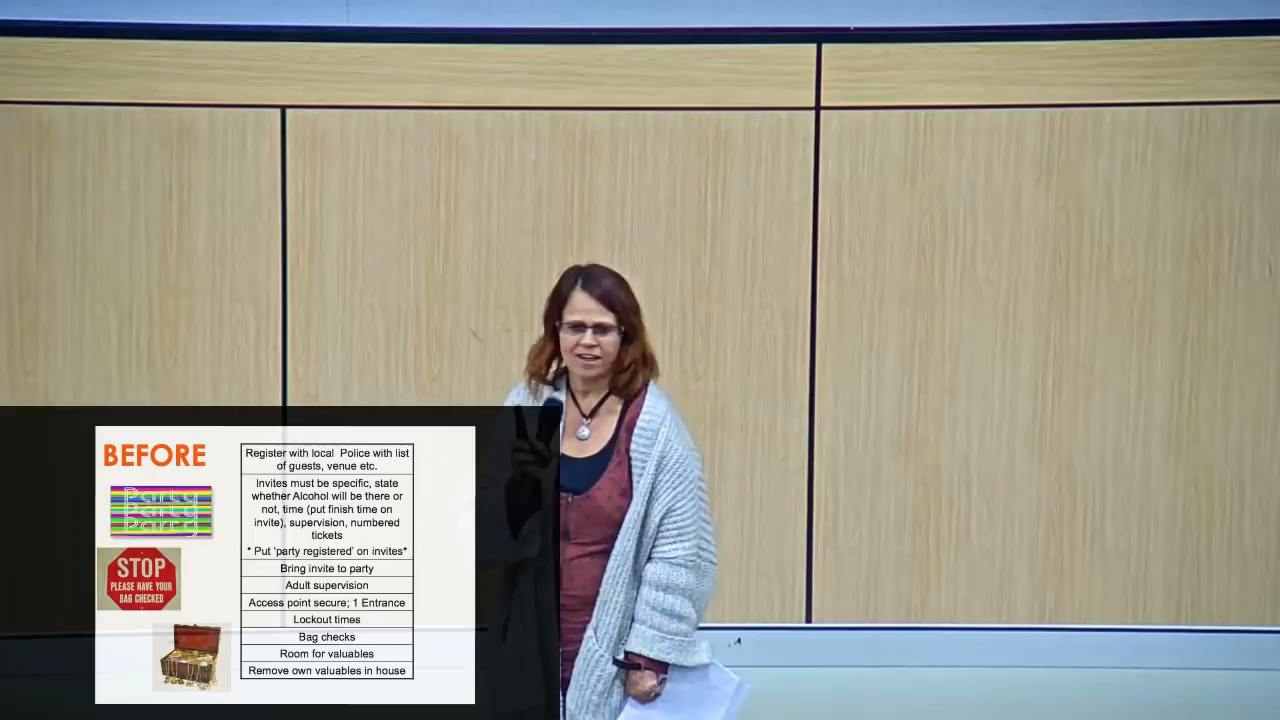 BEFORE
Party
Party
Party
STOP
PLEASE HAVE YOUR
BAG CHECKED
Register with local Police with list
of guests, venue etc.
Invites must be specific, state
whether Alcohol will be there or
not, time (put finish time on
invite), supervision, numbered
tickets
* Put ‘party registered’ on invites*
Bring invite to party
Adult supervision
Access point secure; 1 Entrance
Lockout times
Bag checks
Room for valuables
Remove own valuables in house